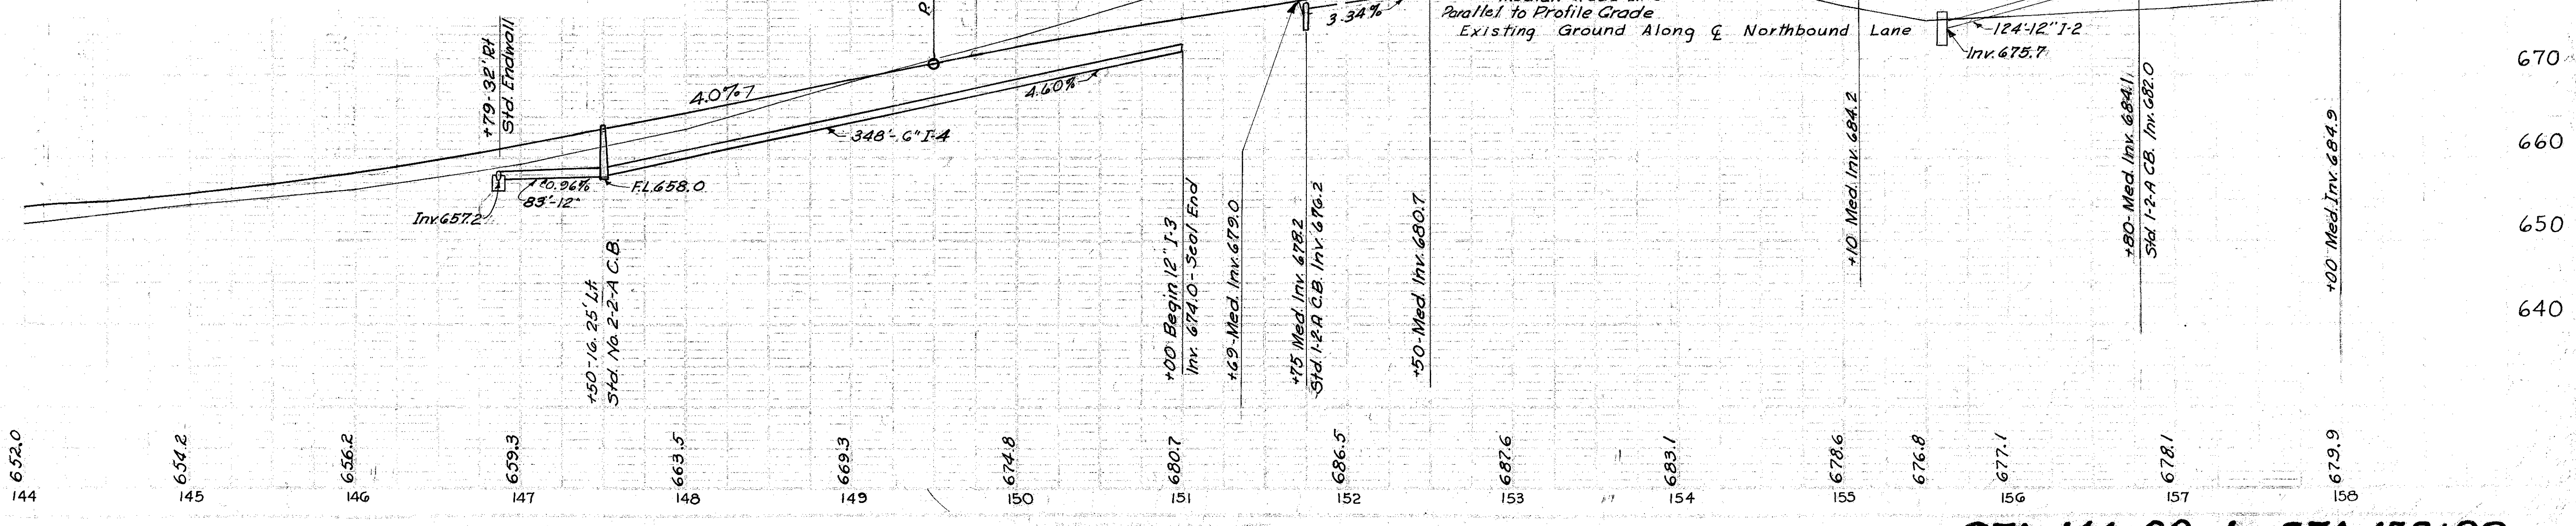 3.34%
Parallel to Profile Grade
Existing Ground Along ℄ Northbound Lane
124'-12" I-2
Inv. 675.7
670
660
650
640
+79-32' Rt
Std. Endwall
4.0%
4.60%
348'-6" I-4
0.96%
83'-12"
F.L. 658.0
Inv. 657.2
+50-16.25' Lt
Std. No. 2-2-A C.B.
+00 Begin 12" I-3
Inv. 674.0 - Seal End
+69-Med. Inv. 679.0
+75 Med. Inv. 678.2
Std. 1-2-A C.B. Inv. 676.2
+50-Med. Inv. 680.7
+10 Med. Inv. 684.2
+80-Med. Inv. 684.1
Std. 1-2-A CB. Inv. 682.0
+00 Med. Inv. 684.9
652.0 654.2 656.2 659.3 663.5 669.3 674.8 680.7 686.5 687.6 683.1 678.6 676.8 677.1 678.1 679.9
144 145 146 147 148 149 150 151 152 153 154 155 156 157 158